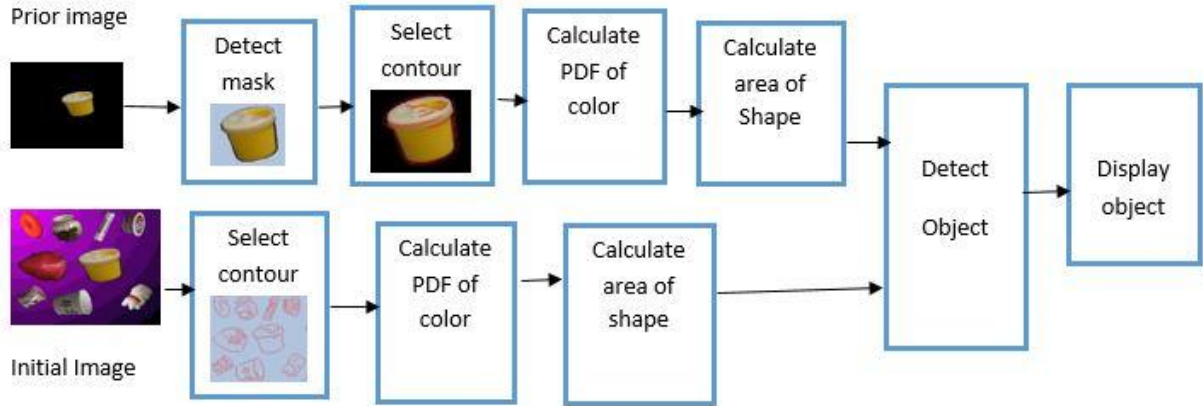 Prior image
Detect
mask
Select
contour
Calculate
PDF of
color
Calculate
area of
Shape
Detect
Object
Display
object
Initial Image
Select
contour
Calculate
PDF of
color
Calculate
area of
shape